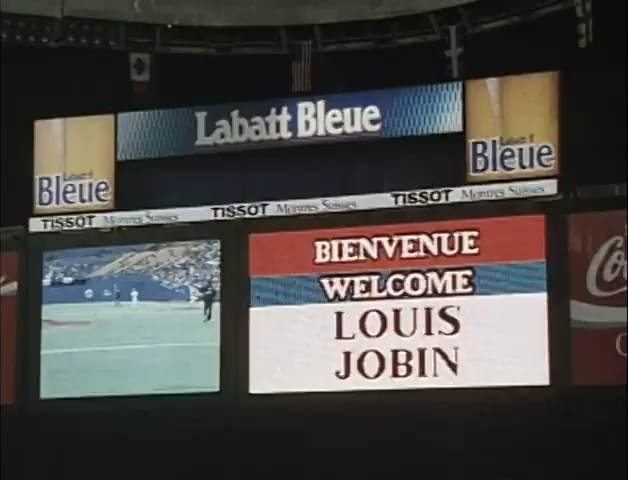 Labatt Bleue
Labatt
Bleue
Labatt
Bleue
TISSOT Montres Suisses TISSOT Montres Suisses TISSOT Montres Suisses
BIENVENUE
WELCOME
LOUIS
JOBIN